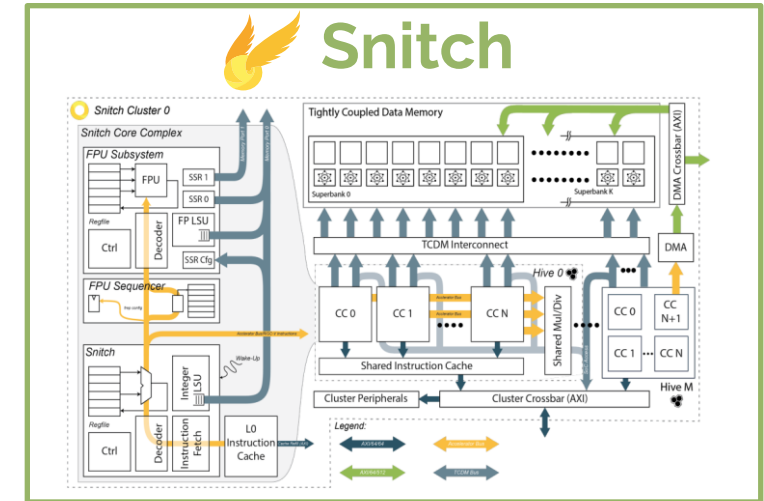 Snitch
Snitch Cluster 0
Snitch Core Complex
FPU Subsystem
FPU
SSR 1
SSR 0
Regfile
FP LSU
Ctrl
Decoder
SSR Cfg
FPU Sequencer
Snitch
Wake-Up
Integer
LSU
Regfile
Ctrl
Decoder
Instruction
Fetch
L0
Instruction
Cache
Tightly Coupled Data Memory
Superbank 0
Superbank K
DMA Crossbar (AXI)
TCDM Interconnect
DMA
Hive 0
CC 0
CC 1
CC N
Shared Mul/Div
CC 0
CC
N+1
CC 1
CC N
Shared Instruction Cache
Hive M
Cluster Peripherals
Cluster Crossbar (AXI)
Legend:
Accelerator Bus
TCDM Bus